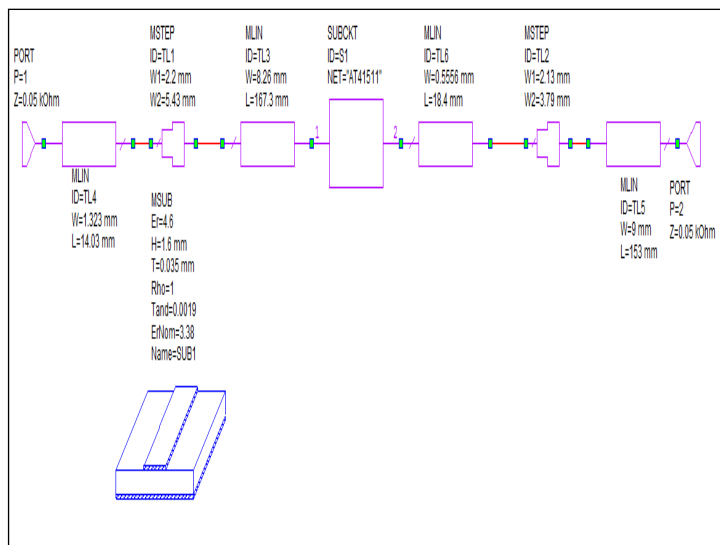 PORT
P=1
Z=0.05 kOhm
MSTEP
ID=TL1
W1=2.2 mm
W2=5.43 mm
MLIN
ID=TL3
W=8.26 mm
L=167.3 mm
SUBCKT
ID=S1
NET="AT41511"
MLIN
ID=TL6
W=0.5556 mm
L=18.4 mm
MSTEP
ID=TL2
W1=2.13 mm
W2=3.79 mm
1
2
MLIN
ID=TL4
W=1.323 mm
L=14.03 mm
MSUB
Er=4.6
H=1.6 mm
T=0.035 mm
Rho=1
Tand=0.0019
ErNom=3.38
Name=SUB1
MLIN
ID=TL5
W=9 mm
L=153 mm
PORT
P=2
Z=0.05 kOhm